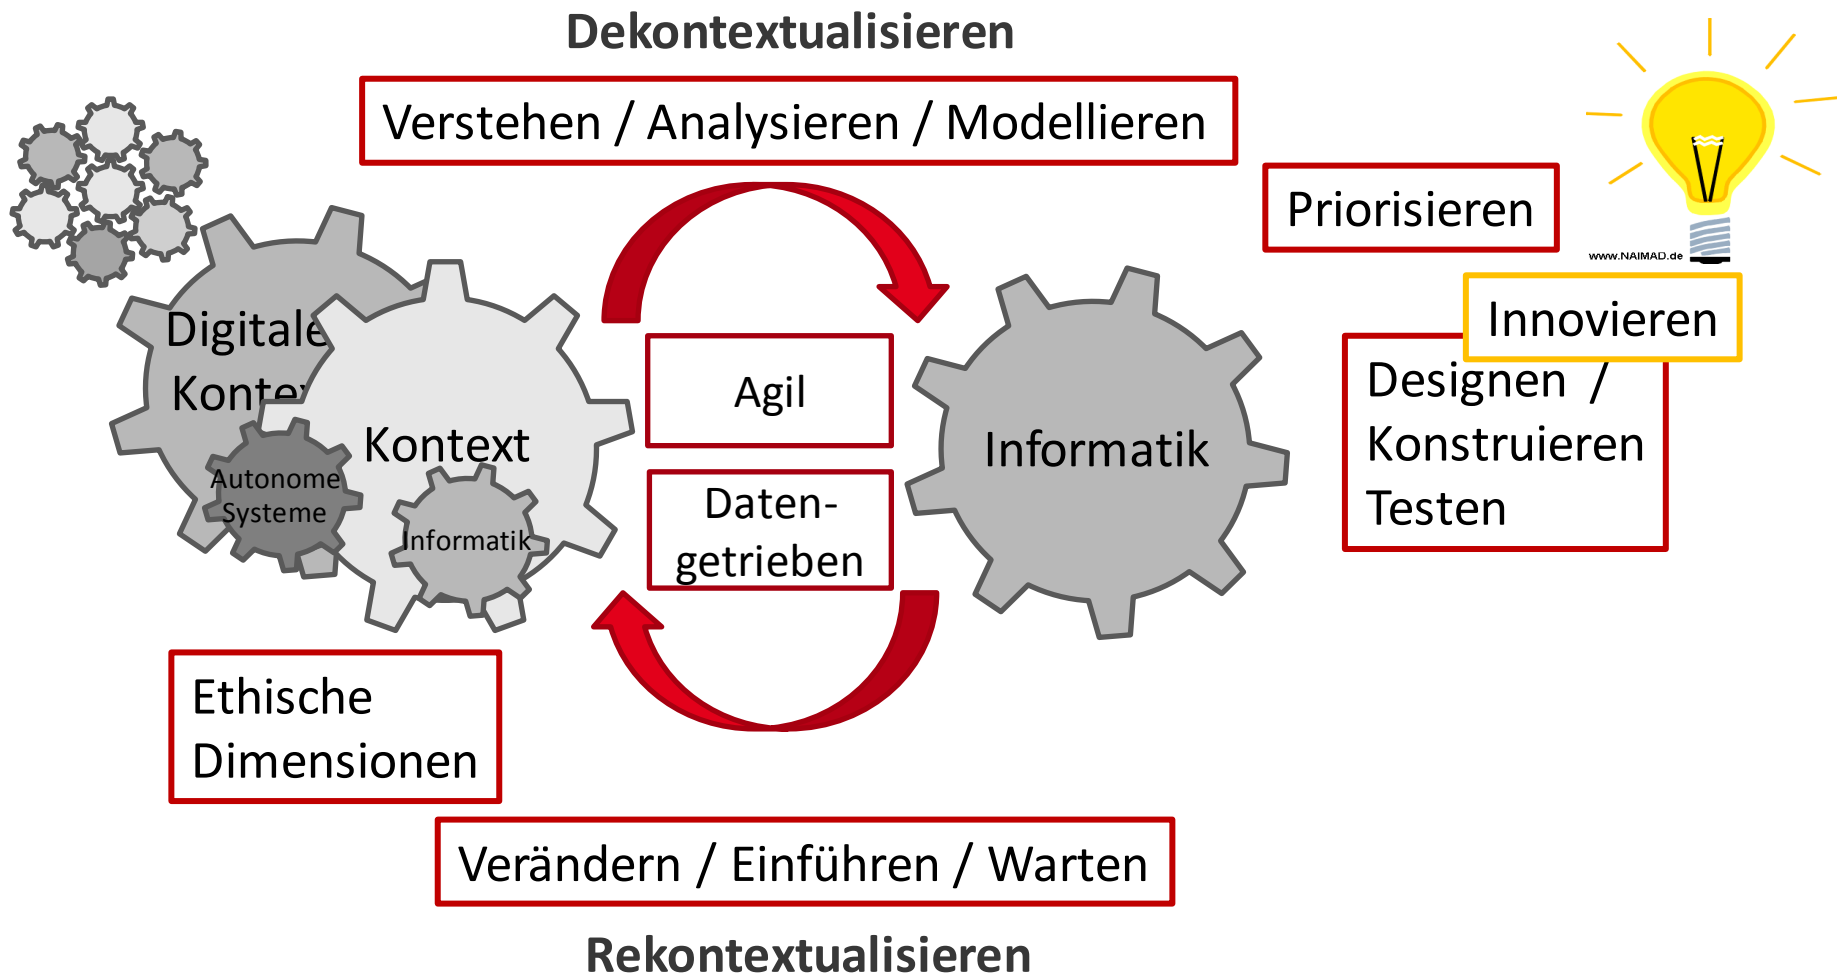 Dekontextualisieren
Verstehen / Analysieren / Modellieren
Priorisieren
www.NAIMAD.de
Innovieren
Digitale
Designen /
Konstruieren
Testen
Agil
Kontext
Informatik
Autonome
Systeme
Daten-
getrieben
Informatik
Ethische
Dimensionen
Verändern / Einführen / Warten
Rekontextualisieren